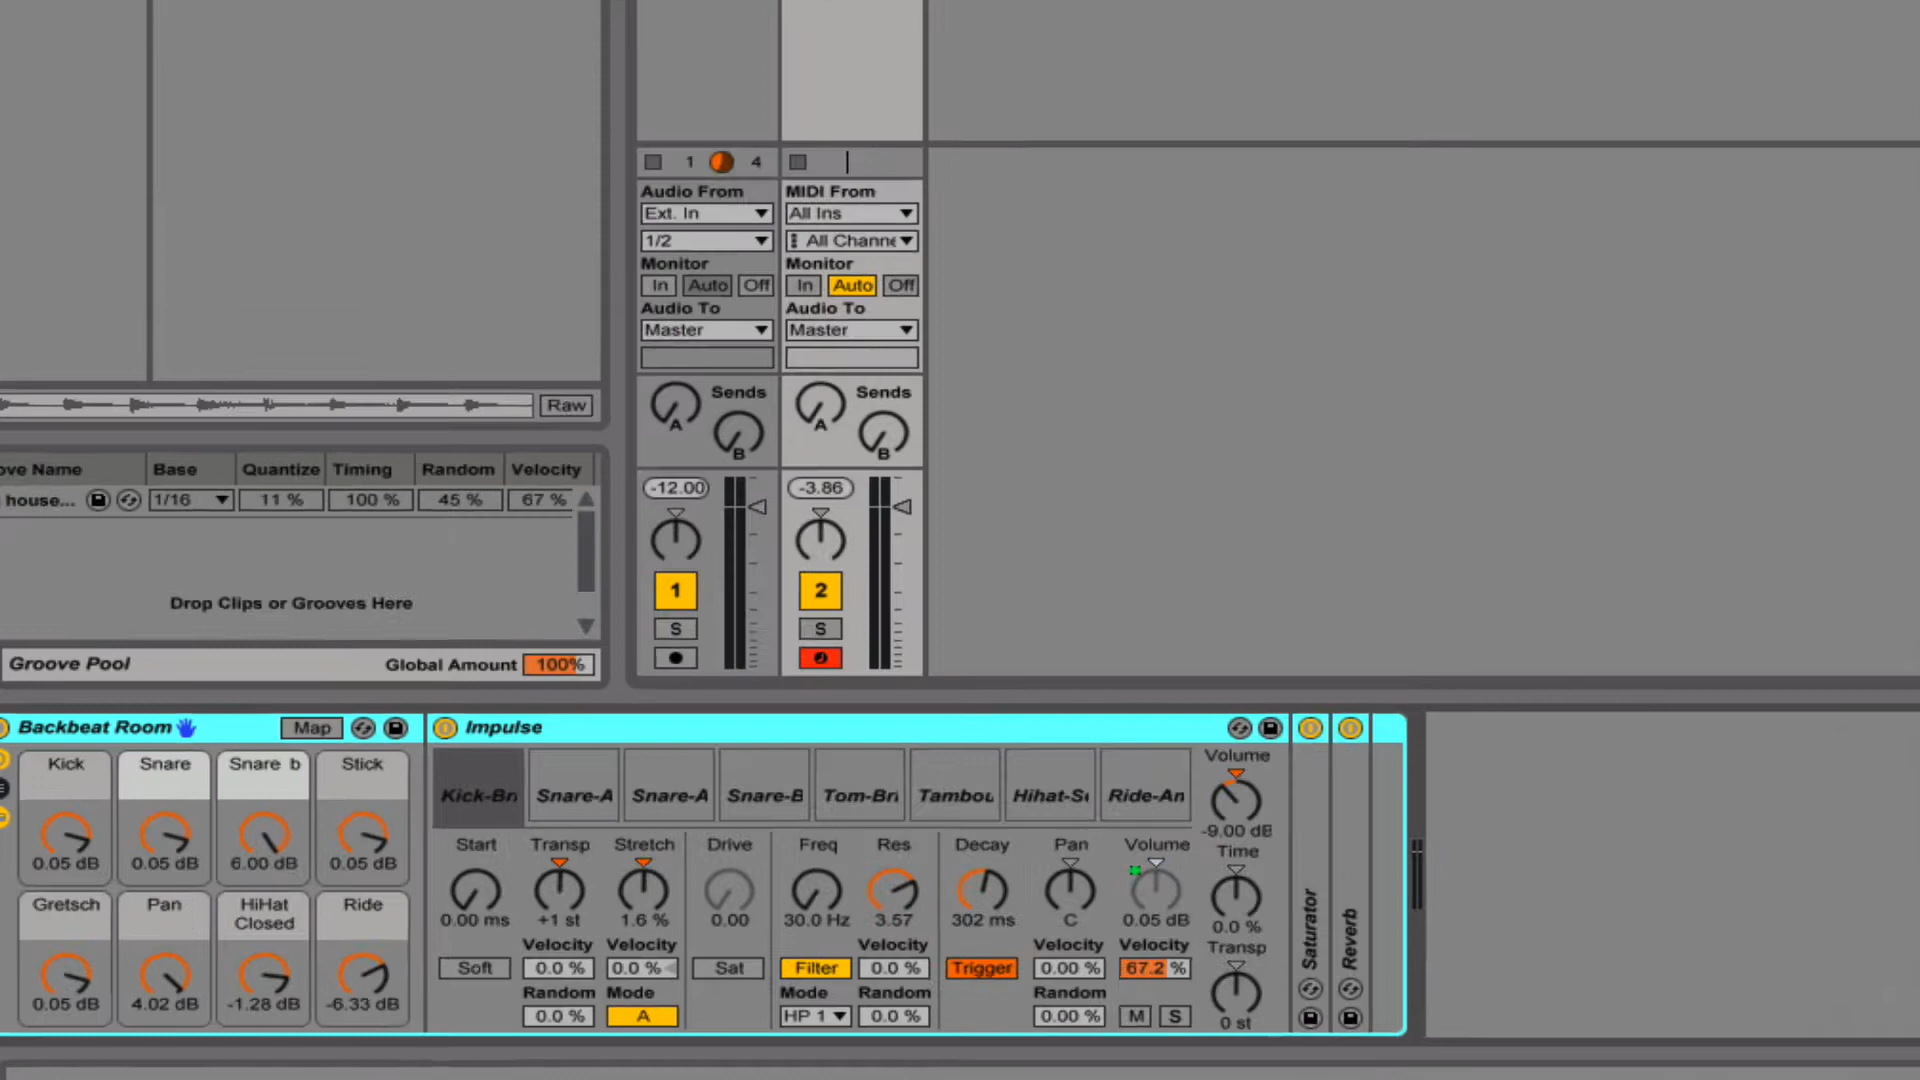 1 4
Audio From MIDI From
Ext. In All Ins
1/2 All Channe
Monitor Monitor
In Auto Off In Auto Off
Audio To Audio To
Master Master
Sends Sends
A B A B
Raw
ove Name Base Quantize Timing Random Velocity
house... 1/16 11 % 100 % 45 % 67 %
-12.00 -3.86
1 2
Drop Clips or Grooves Here
S S
Groove Pool Global Amount 100%
Backbeat Room Map Impulse
Kick Snare Snare b Stick
0.05 dB 0.05 dB 6.00 dB 0.05 dB
Gretsch Pan HiHat Closed Ride
0.05 dB 4.02 dB -1.28 dB -6.33 dB
Kick-Bri Snare-A Snare-A Snare-B Tom-Bri Tambou Hihat-Se Ride-An
Start Transp Stretch Drive Freq Res Decay Pan Volume
0.00 ms +1 st 1.6 % 0.00 30.0 Hz 3.57 302 ms C 0.05 dB
Velocity Velocity Velocity Velocity Velocity
Soft 0.0 % 0.0 % Sat Filter 0.0 % Trigger 0.00 % 67.2 %
Random Mode Mode Random Random
0.0 % A HP 1 0.0 % 0.00 % M S
Volume
-9.00 dB
Time
0.0 %
Transp
0 st
Saturator
Reverb